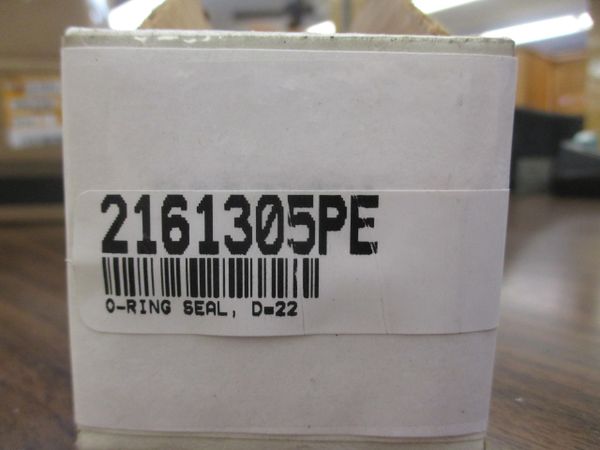 2161305PE
O-RING SEAL, D=22